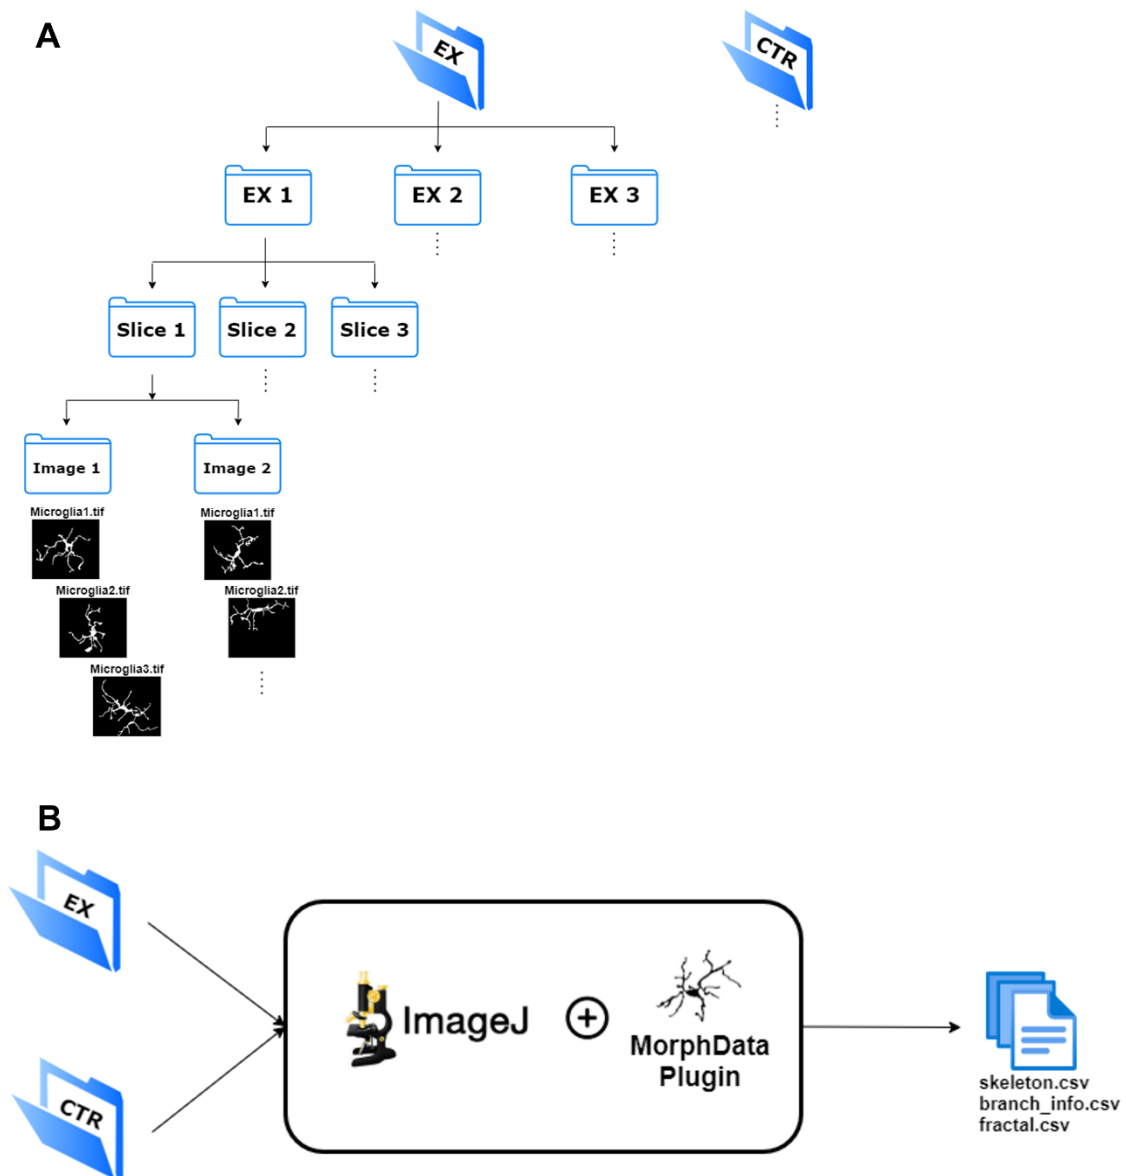 A
EX
CTR
EX 1
EX 2
EX 3
Slice 1
Slice 2
Slice 3
Image 1
Image 2
Microglia1.tif
Microglia1.tif
Microglia2.tif
Microglia2.tif
Microglia3.tif
B
EX
CTR
ImageJ
MorphData
Plugin
skeleton.csv
branch_info.csv
fractal.csv